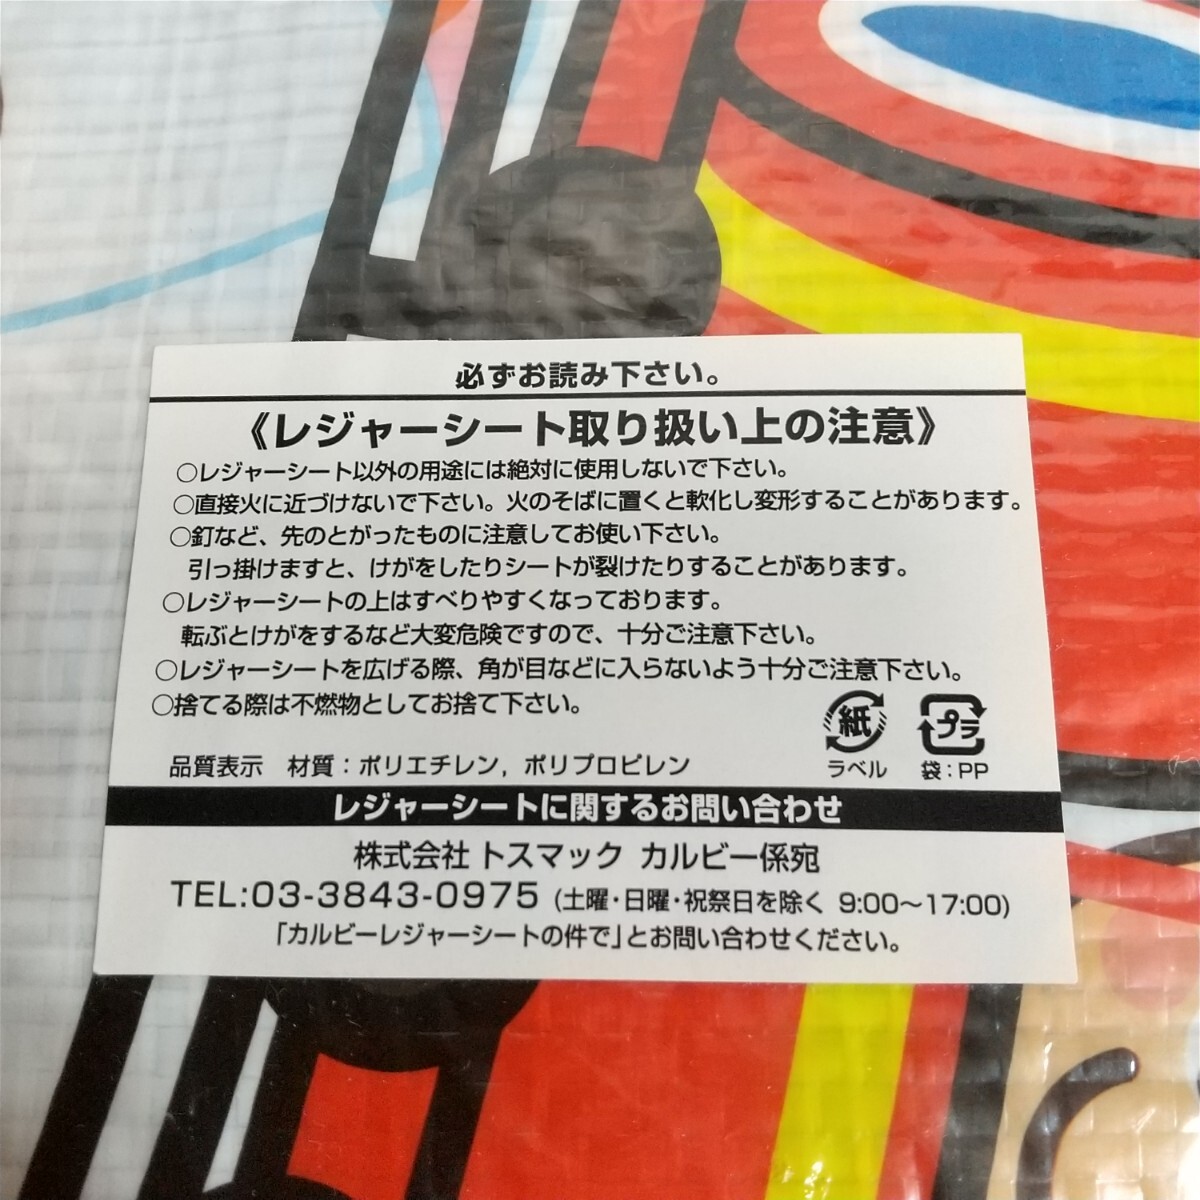 必ずお読み下さい。
《レジャーシート取り扱い上の注意》
○レジャーシート以外の用途には絶対に使用しないで下さい。
○直接火に近づけないで下さい。火のそばに置くと軟化し変形することがあります。
○釘など、先のとがったものに注意してお使い下さい。
引っ掛けますと、けがをしたりシートが裂けたりすることがあります。
○レジャーシートの上はすべりやすくなっております。
転ぶとけがをするなど大変危険ですので、十分ご注意下さい。
○レジャーシートを広げる際、角が目などに入らないよう十分ご注意下さい。
○捨てる際は不燃物としてお捨て下さい。
紙 プラ
ラベル 袋:PP
品質表示 材質:ポリエチレン, ポリプロピレン
レジャーシートに関するお問い合わせ
株式会社 トスマック カルビー係宛
TEL:03-3843-0975 (土曜・日曜・祝祭日を除く 9:00～17:00)
「カルビーレジャーシートの件で」とお問い合わせください。